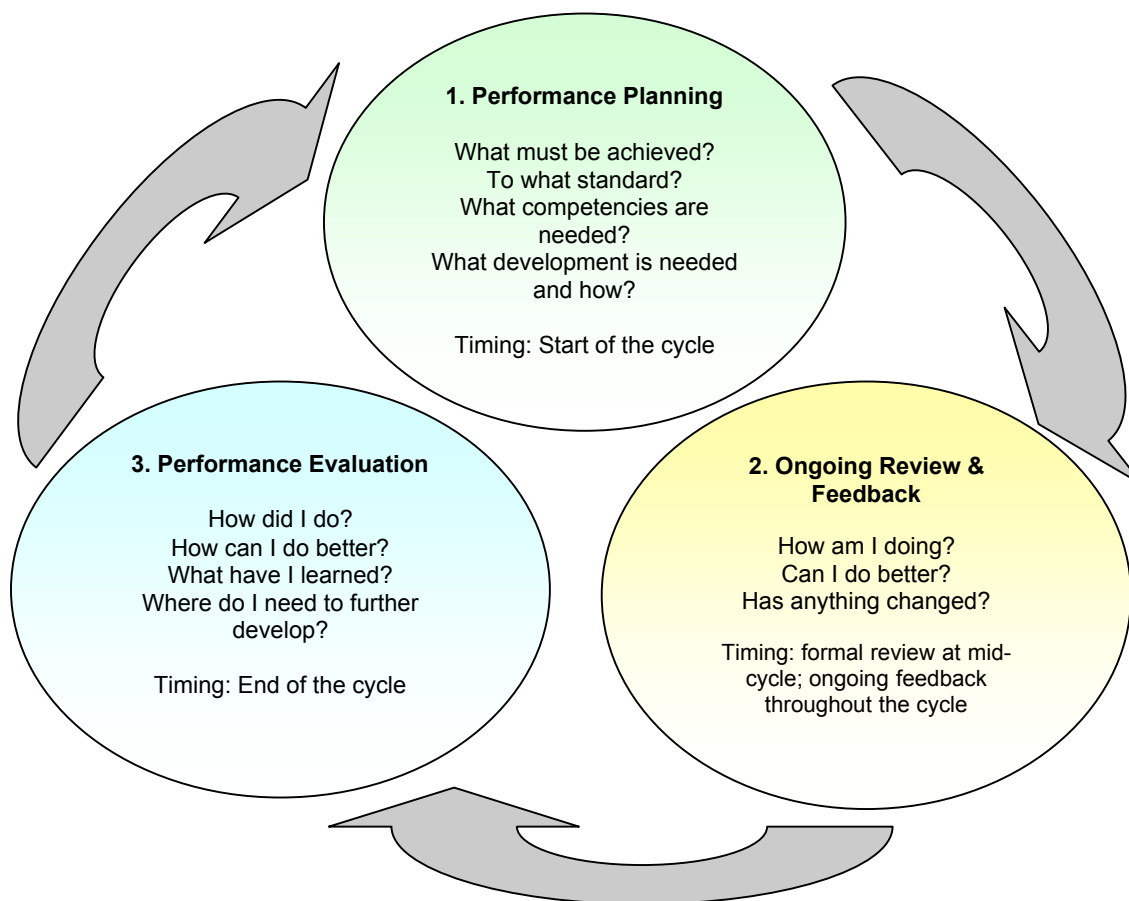 1. Performance Planning
What must be achieved?
To what standard?
What competencies are
needed?
What development is needed
and how?
Timing: Start of the cycle
2. Ongoing Review &
Feedback
How am I doing?
Can I do better?
Has anything changed?
Timing: formal review at mid-
cycle; ongoing feedback
throughout the cycle
3. Performance Evaluation
How did I do?
How can I do better?
What have I learned?
Where do I need to further
develop?
Timing: End of the cycle